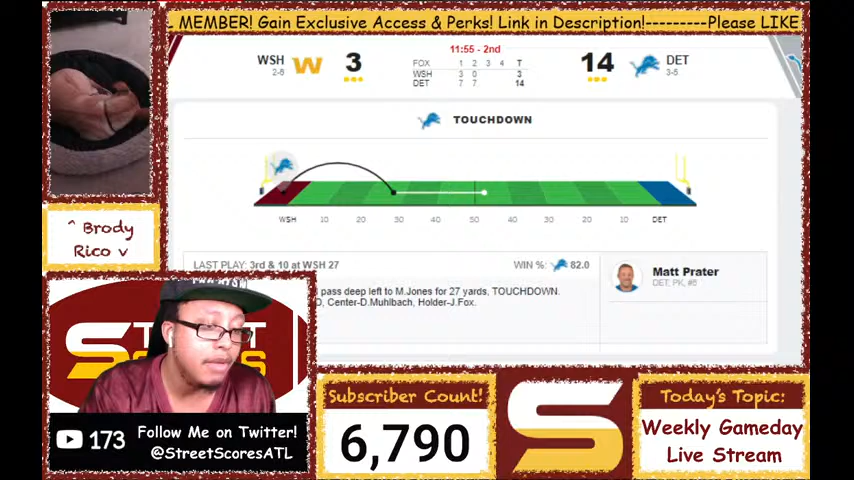 MEMBER! Gain Exclusive Access & Perks! Link in Description!---------Please LIKE
WSH
2-6
3
11:55 - 2nd
FOX 1 2 3 4 T
WSH 3 0 3
DET 7 7 14
14
DET
3-5
TOUCHDOWN
WSH 10 20 30 40 50 40 30 20 10 DET
LAST PLAY: 3rd & 10 at WSH 27
WIN %: 82.0
pass deep left to M.Jones for 27 yards, TOUCHDOWN.
Center-D.Muhlbach, Holder-J.Fox.
Matt Prater
DET, PK, #5
^ Brody
Rico v
173
Follow Me on Twitter!
@StreetScoresATL
Subscriber Count!
6,790
Today's Topic:
Weekly Gameday
Live Stream